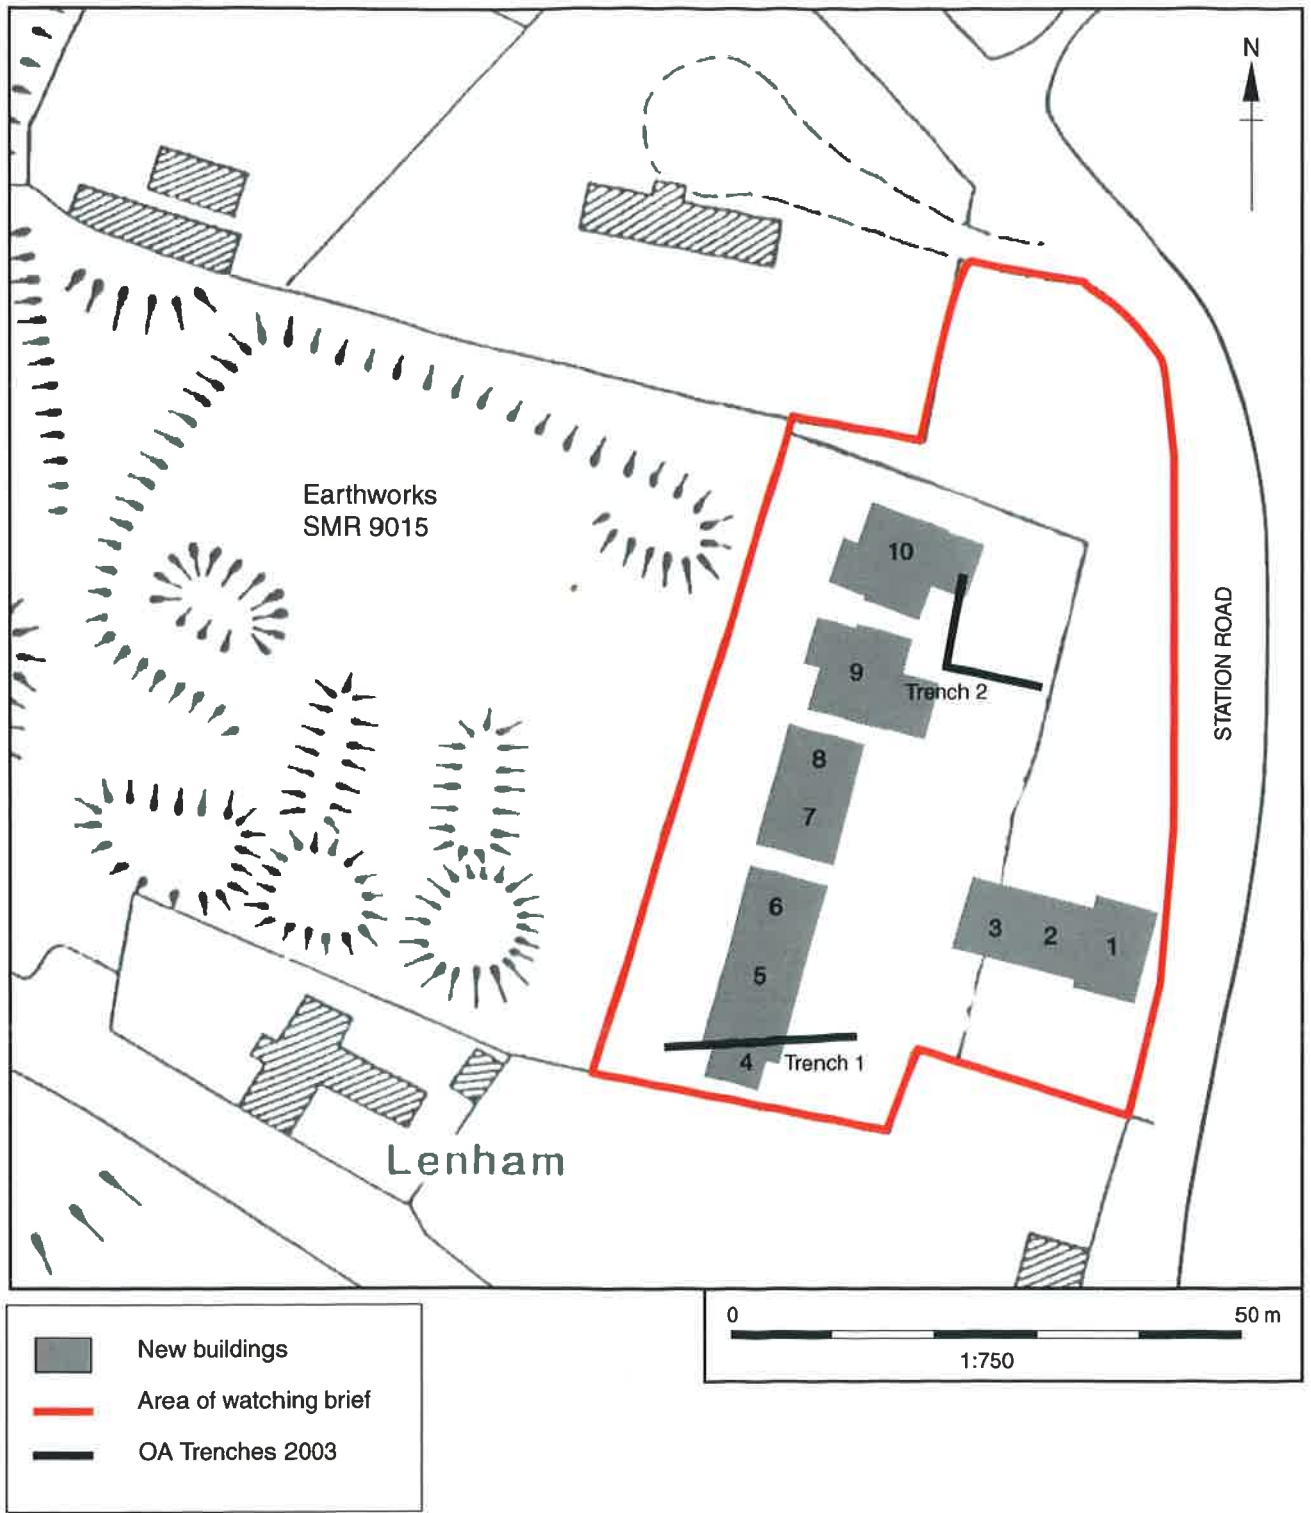 N
Earthworks
SMR 9015
10
9
Trench 2
STATION ROAD
8
7
6
5
4
Trench 1
3
2
1
Lenham
New buildings
Area of watching brief
OA Trenches 2003
0
50 m
1:750